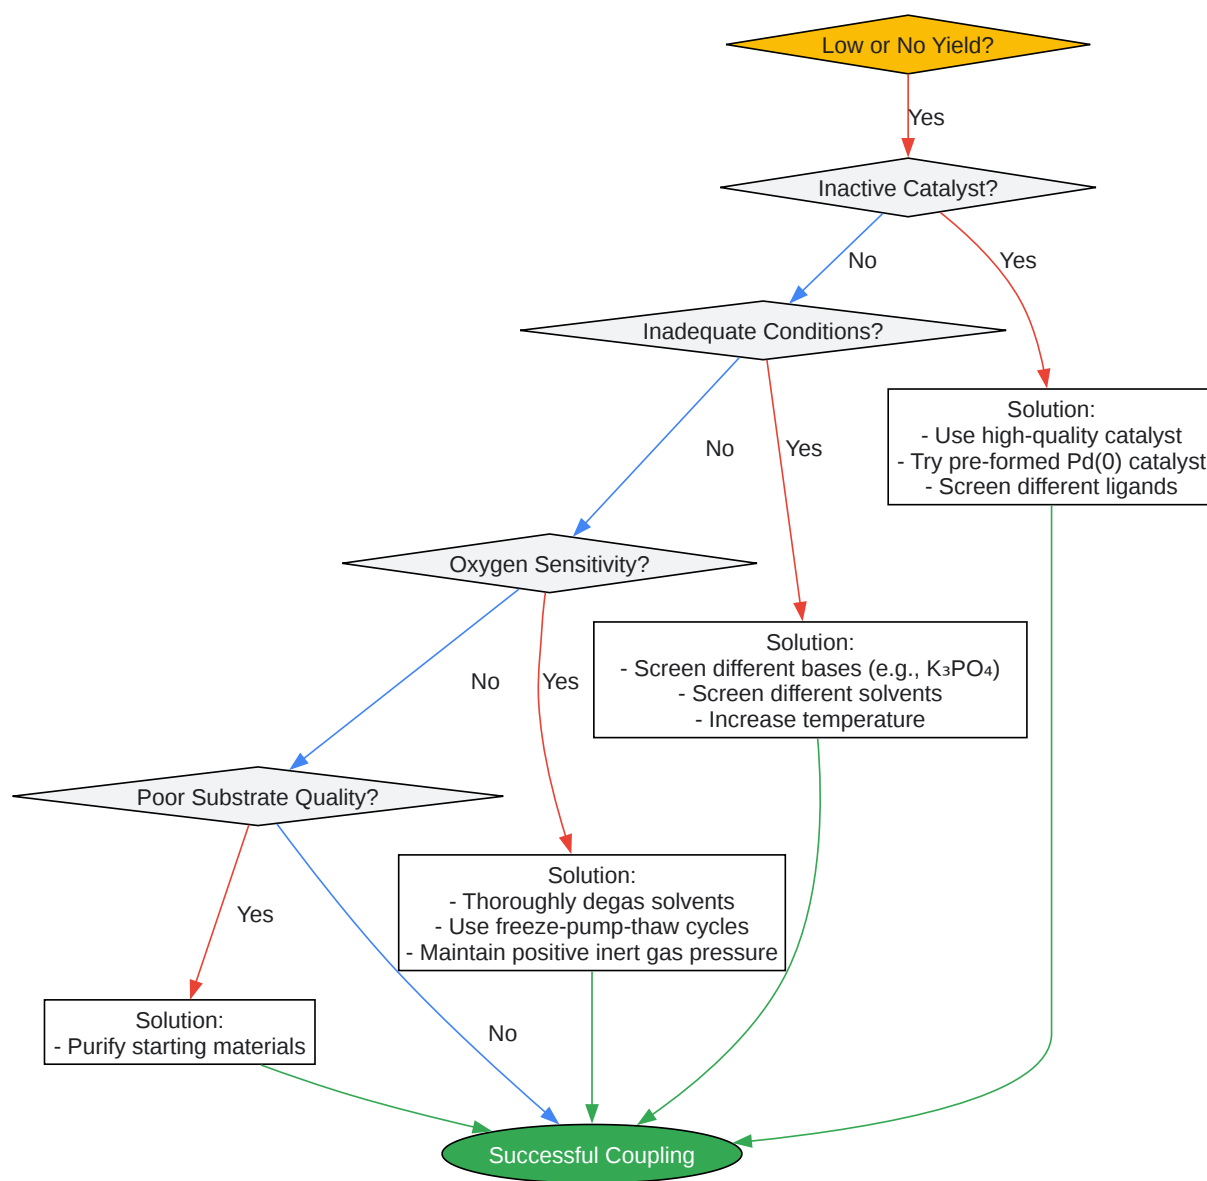 Low or No Yield?
Yes
Inactive Catalyst?
No
Yes
Inadequate Conditions?
Solution:
- Use high-quality catalyst
- Try pre-formed Pd(0) catalyst
- Screen different ligands
No
Yes
Oxygen Sensitivity?
Solution:
- Screen different bases (e.g., K₃PO₄)
- Screen different solvents
- Increase temperature
No
Yes
Poor Substrate Quality?
Solution:
- Thoroughly degas solvents
- Use freeze-pump-thaw cycles
- Maintain positive inert gas pressure
Yes
Solution:
- Purify starting materials
No
Successful Coupling